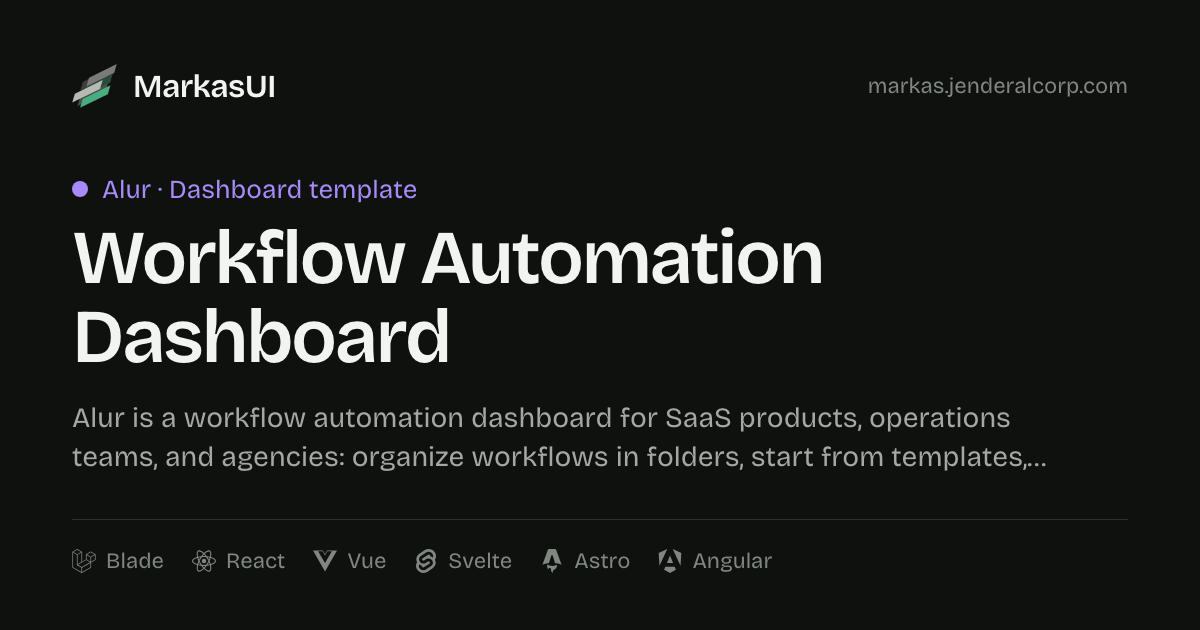 MarkasUI
markas.jenderalcorp.com
Alur · Dashboard template
Workflow Automation
Dashboard
Alur is a workflow automation dashboard for SaaS products, operations
teams, and agencies: organize workflows in folders, start from templates,...
Blade React Vue Svelte Astro Angular